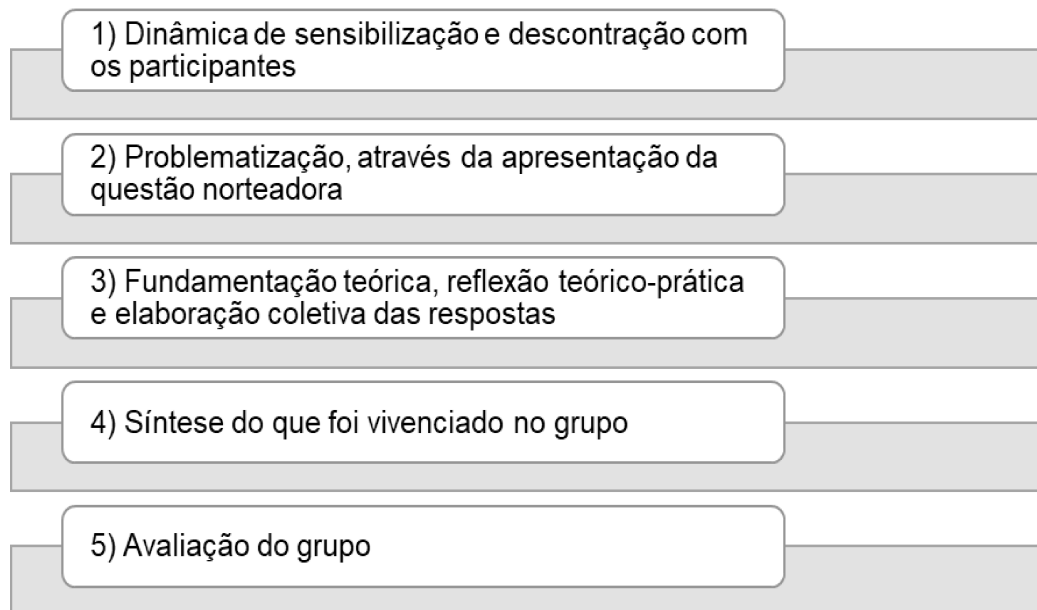 1) Dinâmica de sensibilização e descontração com
os participantes
2) Problematização, através da apresentação da
questão norteadora
3) Fundamentação teórica, reflexão teórico-prática
e elaboração coletiva das respostas
4) Síntese do que foi vivenciado no grupo
5) Avaliação do grupo